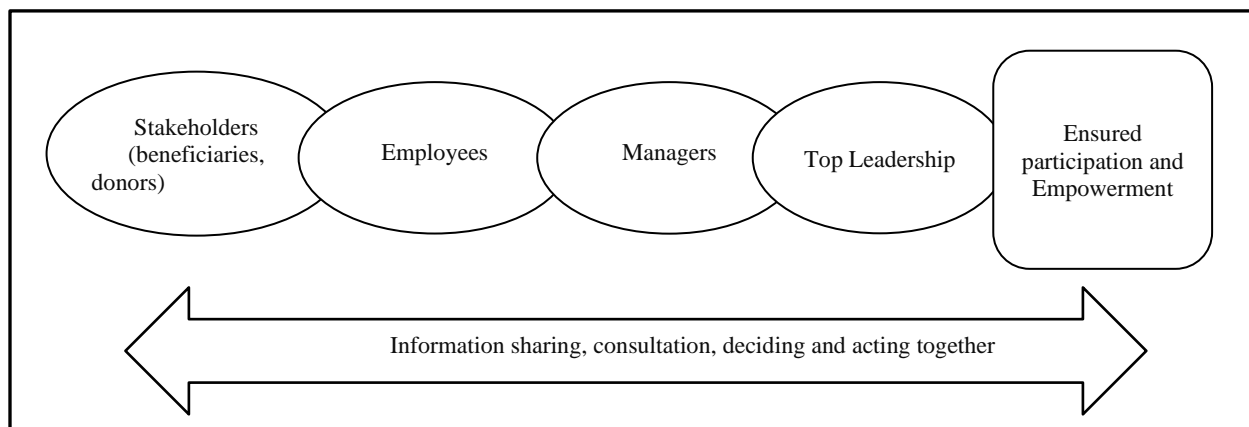 Stakeholders
(beneficiaries,
donors)
Employees
Managers
Top Leadership
Ensured
participation and
Empowerment
Information sharing, consultation, deciding and acting together